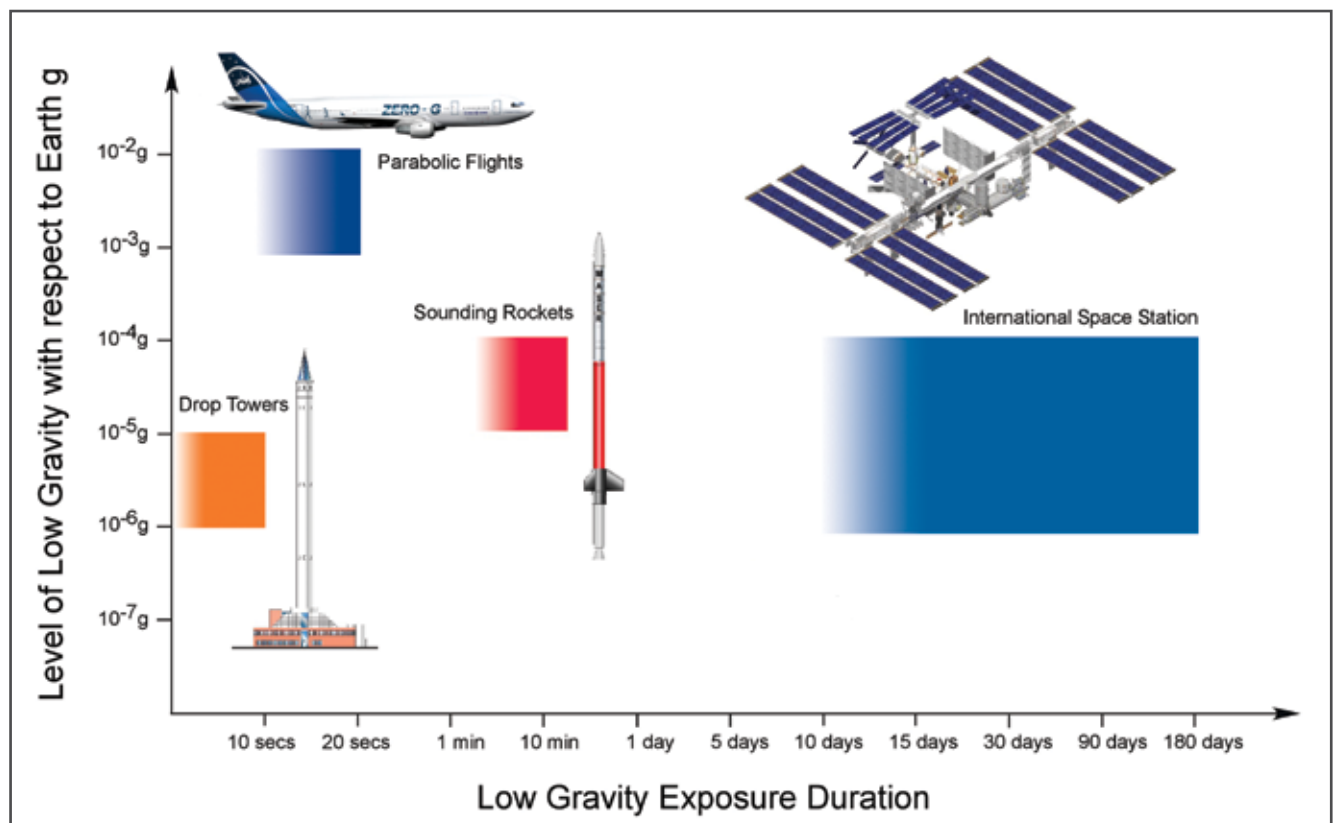 Level of Low Gravity with respect to Earth g
ZERO-G
Parabolic Flights
10-2g
10-3g
10-4g
10-5g
10-6g
10-7g
Sounding Rockets
International Space Station
Drop Towers
10 secs
20 secs
1 min
10 min
1 day
5 days
10 days
15 days
30 days
90 days
180 days
Low Gravity Exposure Duration